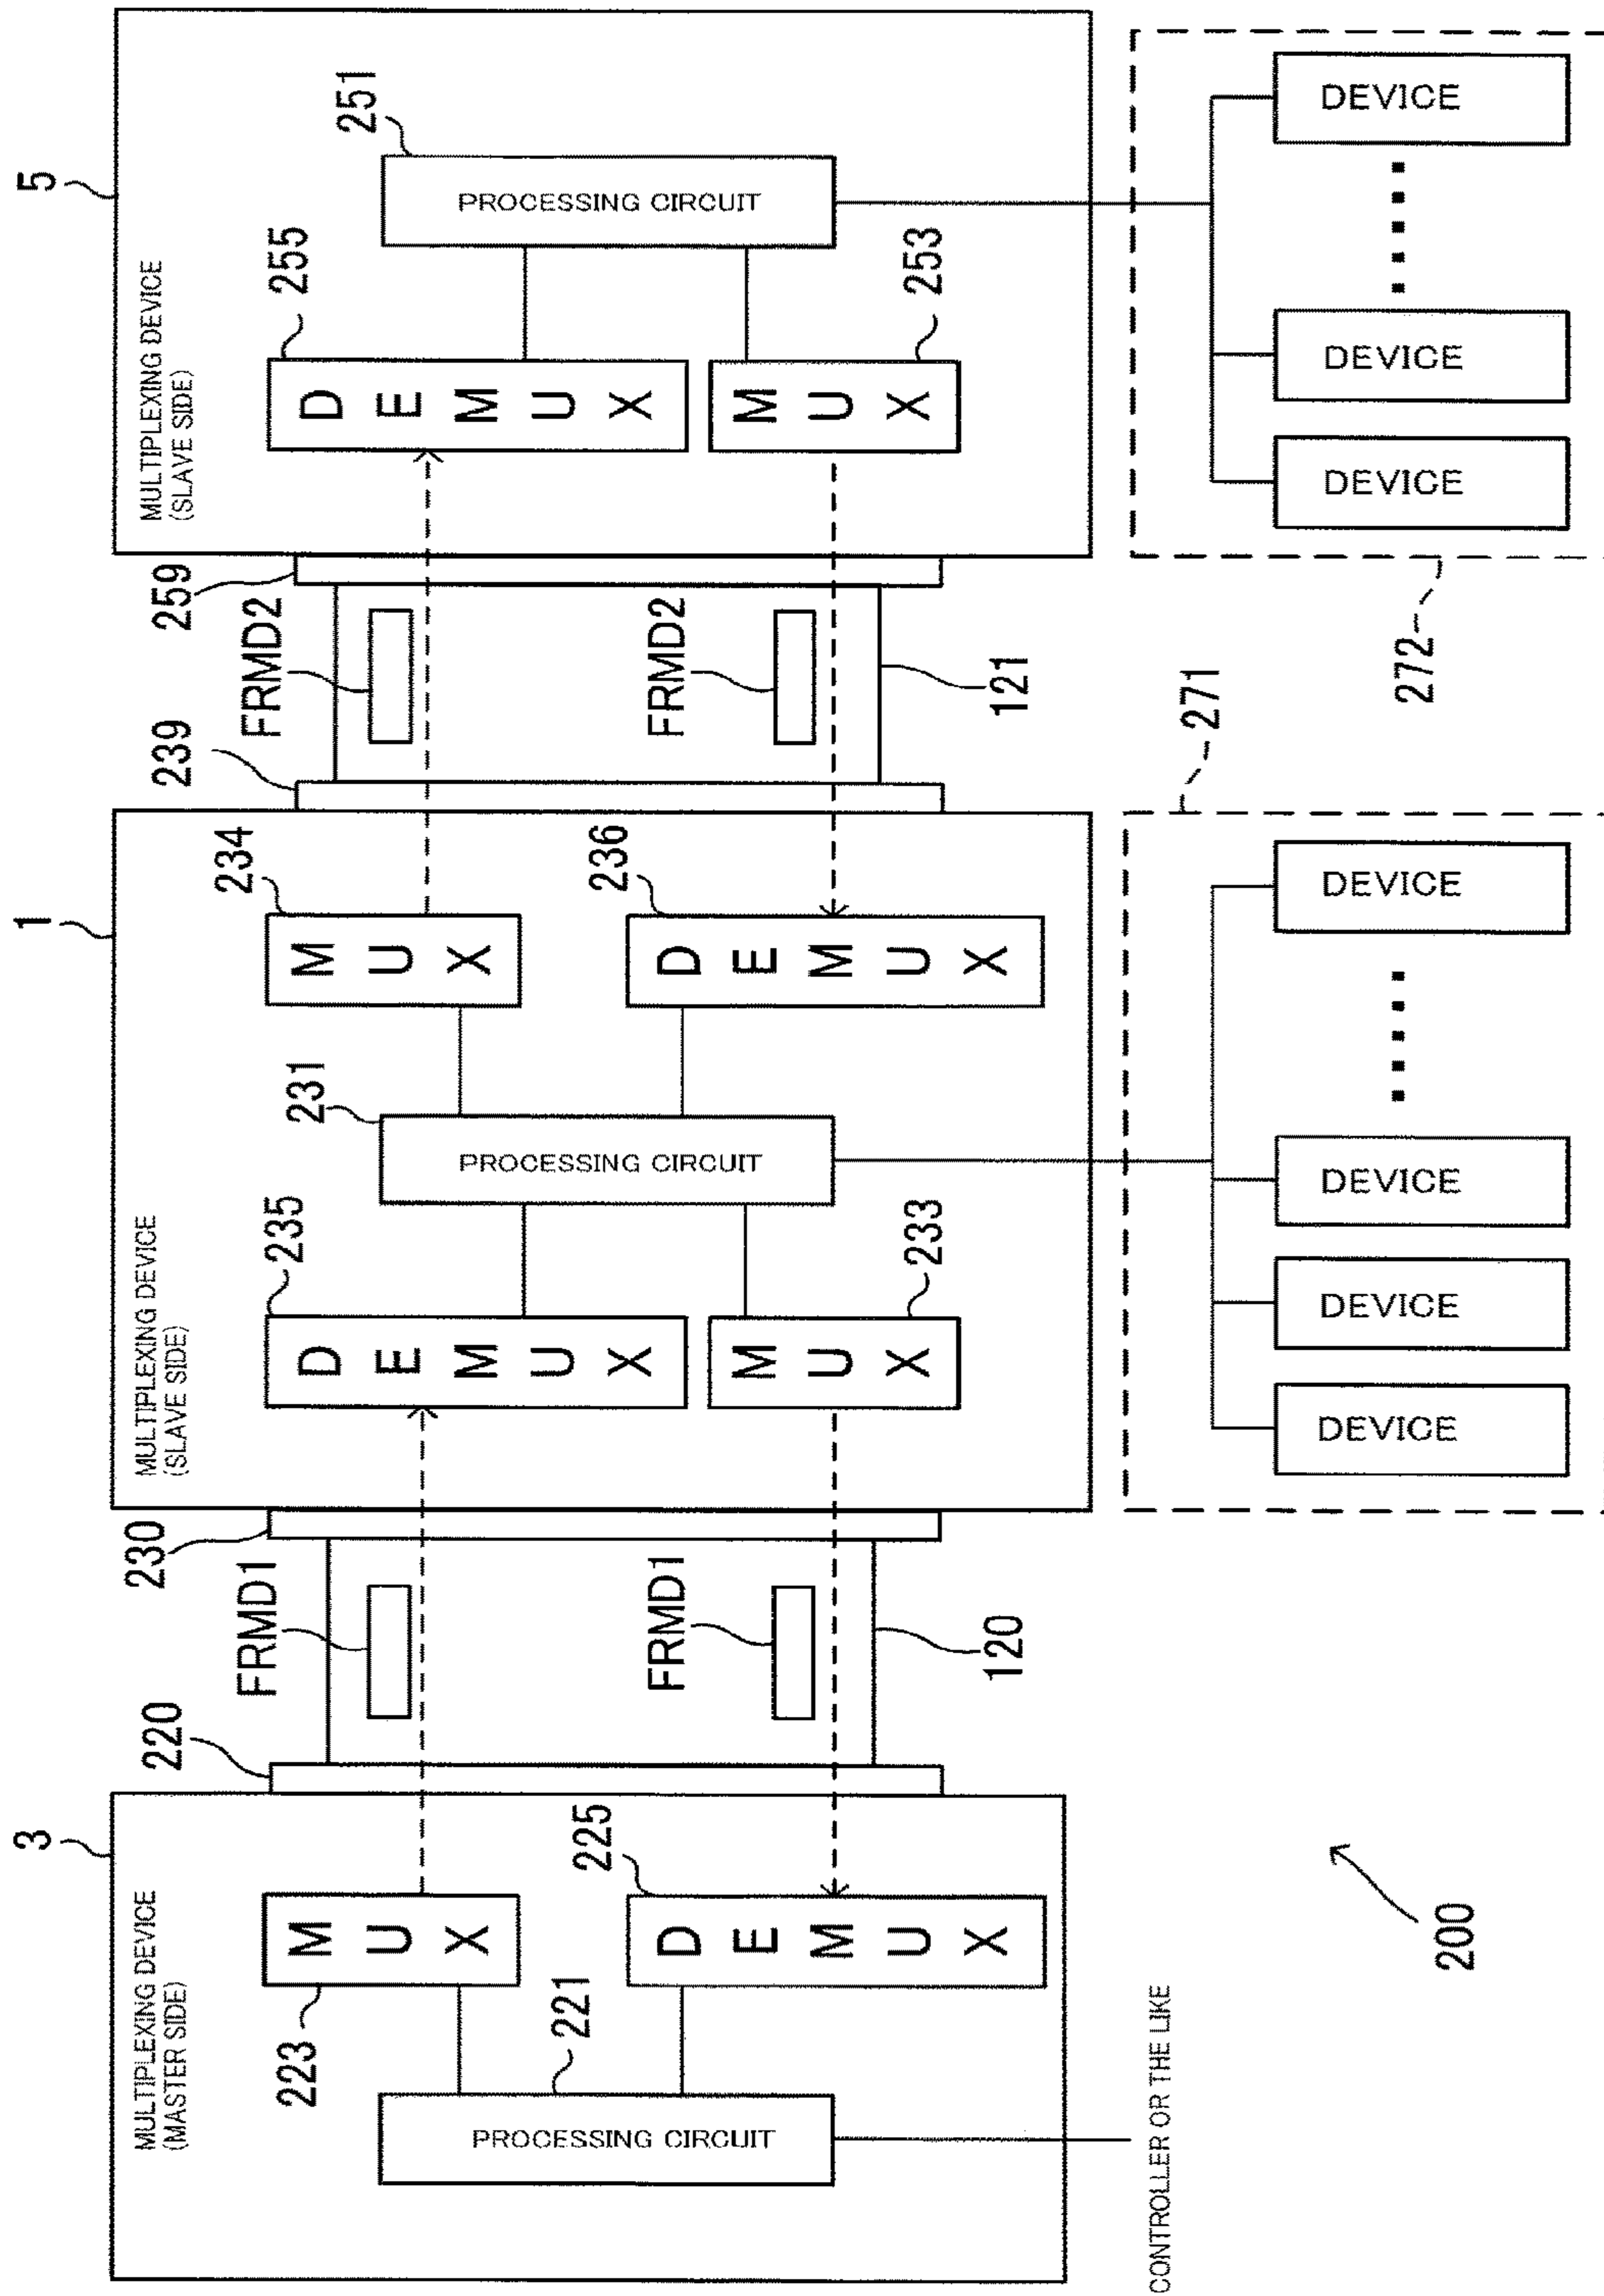 3
MULTIPLEXING DEVICE
(MASTER SIDE)
223
MUX
221
PROCESSING CIRCUIT
225
DEMUX
CONTROLLER OR THE LIKE
220
FRMD1
FRMD1
120
230
1
MULTIPLEXING DEVICE
(SLAVE SIDE)
235
DEMUX
233
MUX
231
PROCESSING CIRCUIT
234
MUX
236
DEMUX
239
FRMD2
FRMD2
121
259
5
MULTIPLEXING DEVICE
(SLAVE SIDE)
255
DEMUX
253
MUX
251
PROCESSING CIRCUIT
271
DEVICE
DEVICE
DEVICE
DEVICE
272
DEVICE
DEVICE
DEVICE
200